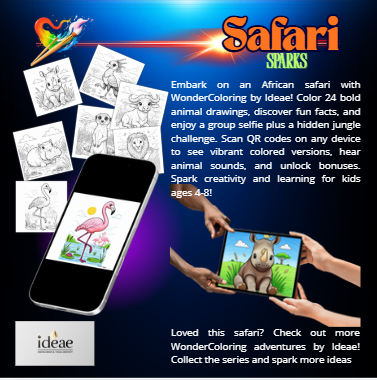 Safari
SPARKS
Embark on an African safari with
WonderColoring by Ideae! Color 24 bold
animal drawings, discover fun facts, and
enjoy a group selfie plus a hidden jungle
challenge. Scan QR codes on any device
to see vibrant colored versions, hear
animal sounds, and unlock bonuses.
Spark creativity and learning for kids
ages 4-8!
Loved this safari? Check out more
WonderColoring adventures by Ideae!
Collect the series and spark more ideas
ideae